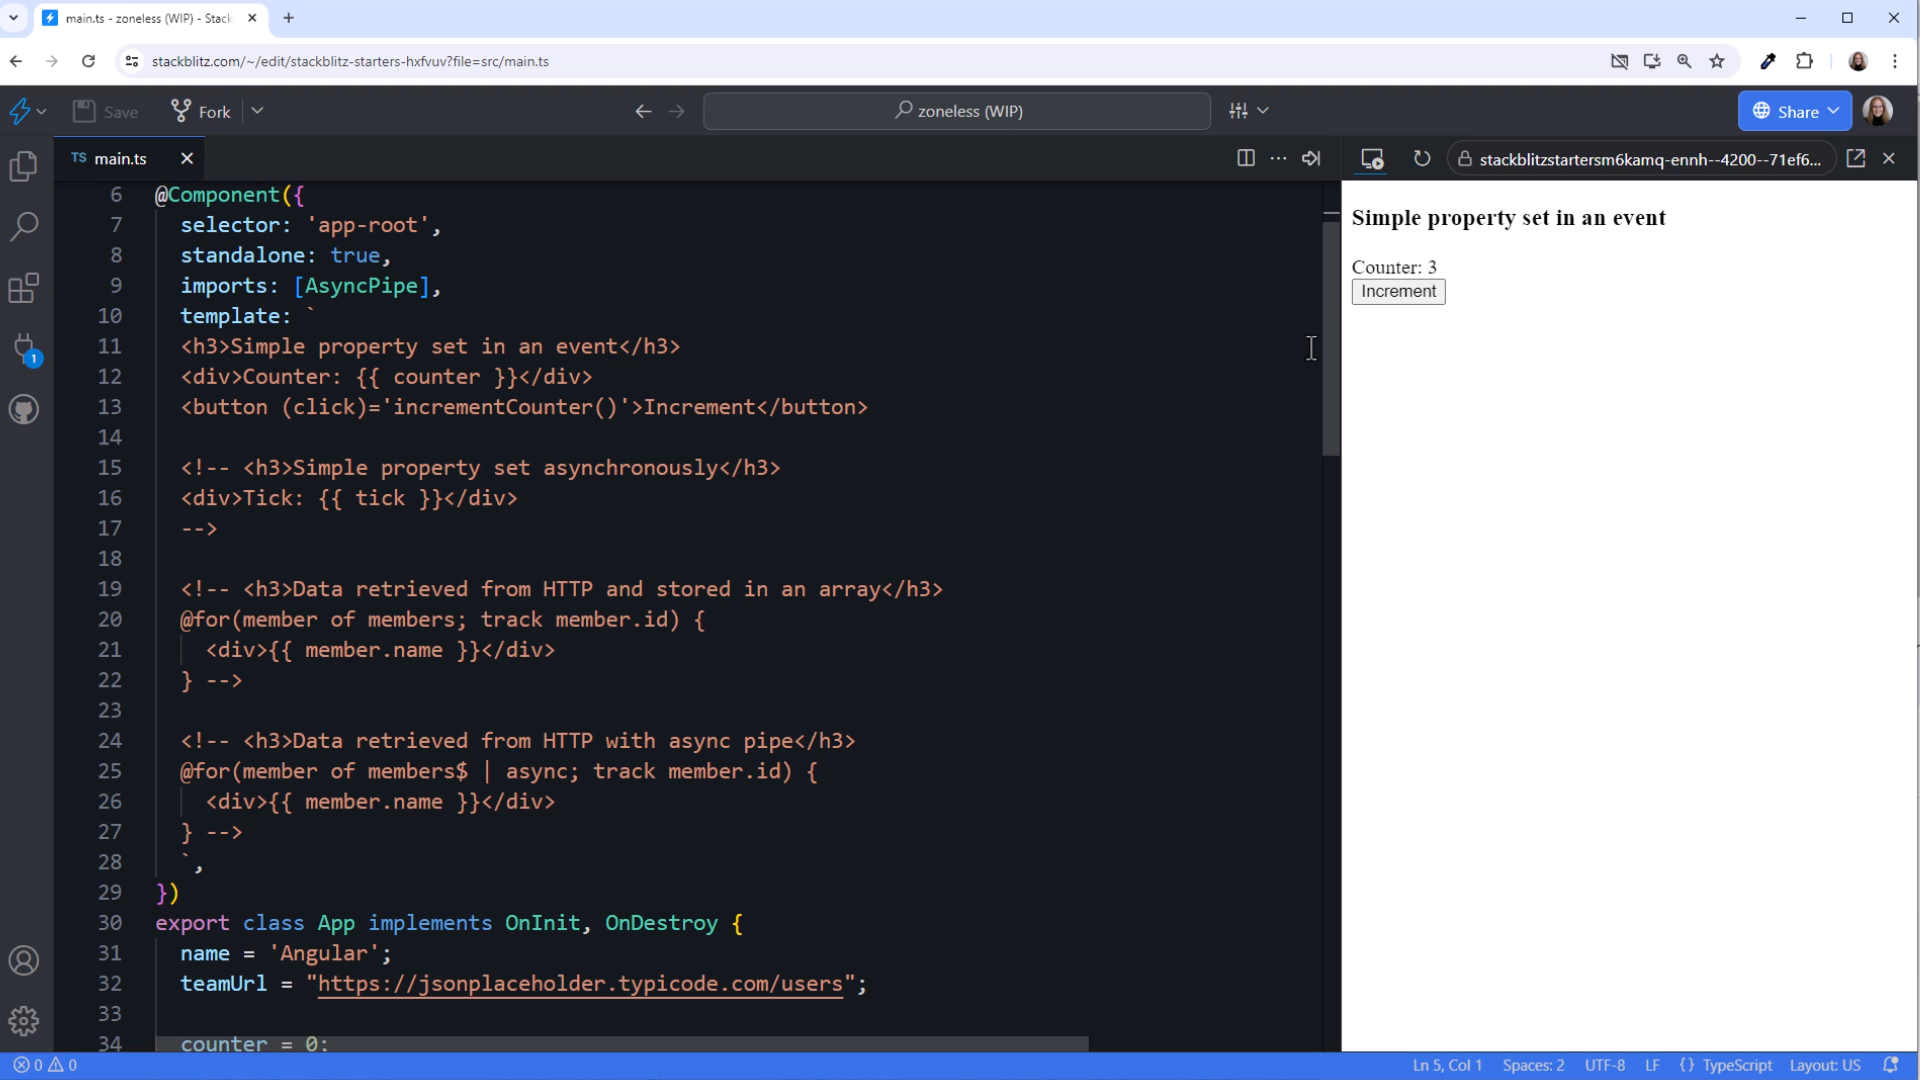 main.ts - zoneless (WIP) - Stack
stackblitz.com/~/edit/stackblitz-starters-hxfvuv?file=src/main.ts
Save
Fork
zoneless (WIP)
Share
TS main.ts
stackblitzstartersm6kamq-ennh--4200--71ef6...
6 @Component({
7 selector: 'app-root',
8 standalone: true,
9 imports: [AsyncPipe],
10 template: `
11 <h3>Simple property set in an event</h3>
12 <div>Counter: {{ counter }}</div>
13 <button (click)='incrementCounter()'>Increment</button>
14
15 <!-- <h3>Simple property set asynchronously</h3>
16 <div>Tick: {{ tick }}</div>
17 -->
18
19 <!-- <h3>Data retrieved from HTTP and stored in an array</h3>
20 @for(member of members; track member.id) {
21 <div>{{ member.name }}</div>
22 } -->
23
24 <!-- <h3>Data retrieved from HTTP with async pipe</h3>
25 @for(member of members$ | async; track member.id) {
26 <div>{{ member.name }}</div>
27 } -->
28 `,
29 })
30 export class App implements OnInit, OnDestroy {
31 name = 'Angular';
32 teamUrl = "https://jsonplaceholder.typicode.com/users";
33
34 counter = 0;
Simple property set in an event
Counter: 3
Increment
1
0 0
Ln 5, Col 1 Spaces: 2 UTF-8 LF {} TypeScript Layout: US